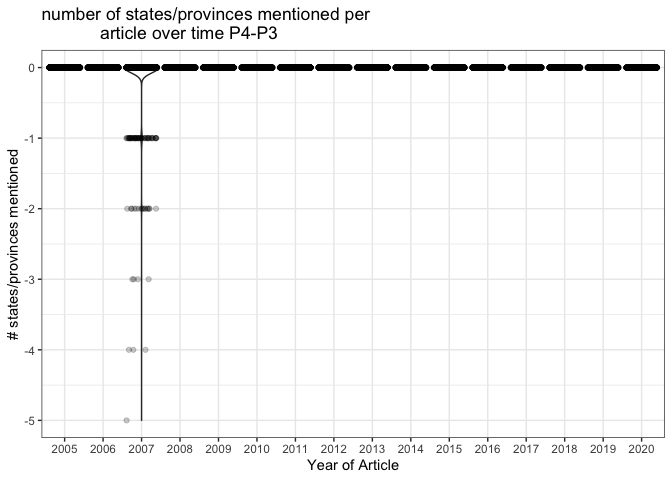 number of states/provinces mentioned per
article over time P4-P3
# states/provinces mentioned
0
-1
-2
-3
-4
-5
2005 2006 2007 2008 2009 2010 2011 2012 2013 2014 2015 2016 2017 2018 2019 2020
Year of Article